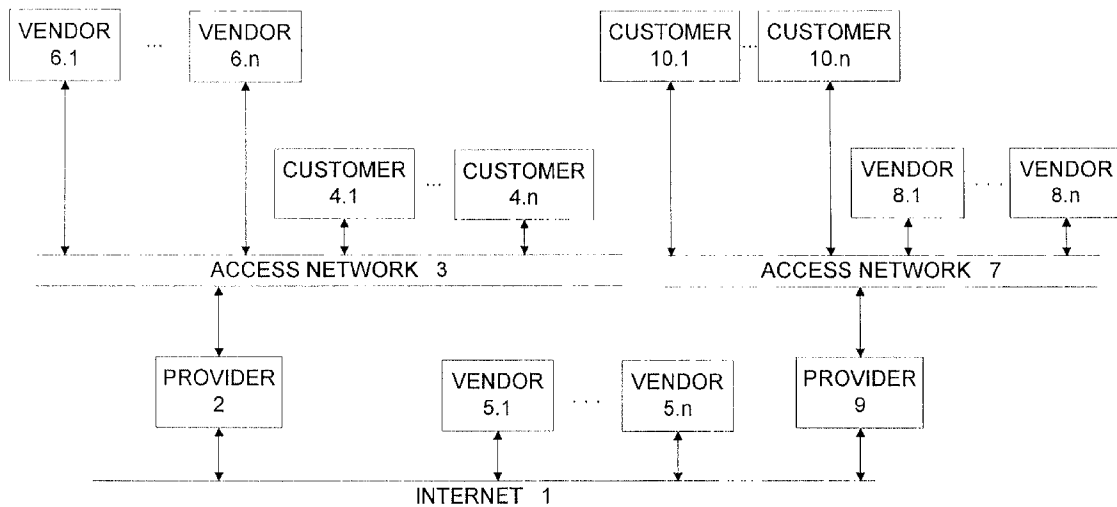 VENDOR
6.1
...
VENDOR
6.n
CUSTOMER
10.1
...
CUSTOMER
10.n
CUSTOMER
4.1
...
CUSTOMER
4.n
VENDOR
8.1
. . .
VENDOR
8.n
ACCESS NETWORK 3
ACCESS NETWORK 7
PROVIDER
2
VENDOR
5.1
. . .
VENDOR
5.n
PROVIDER
9
INTERNET 1